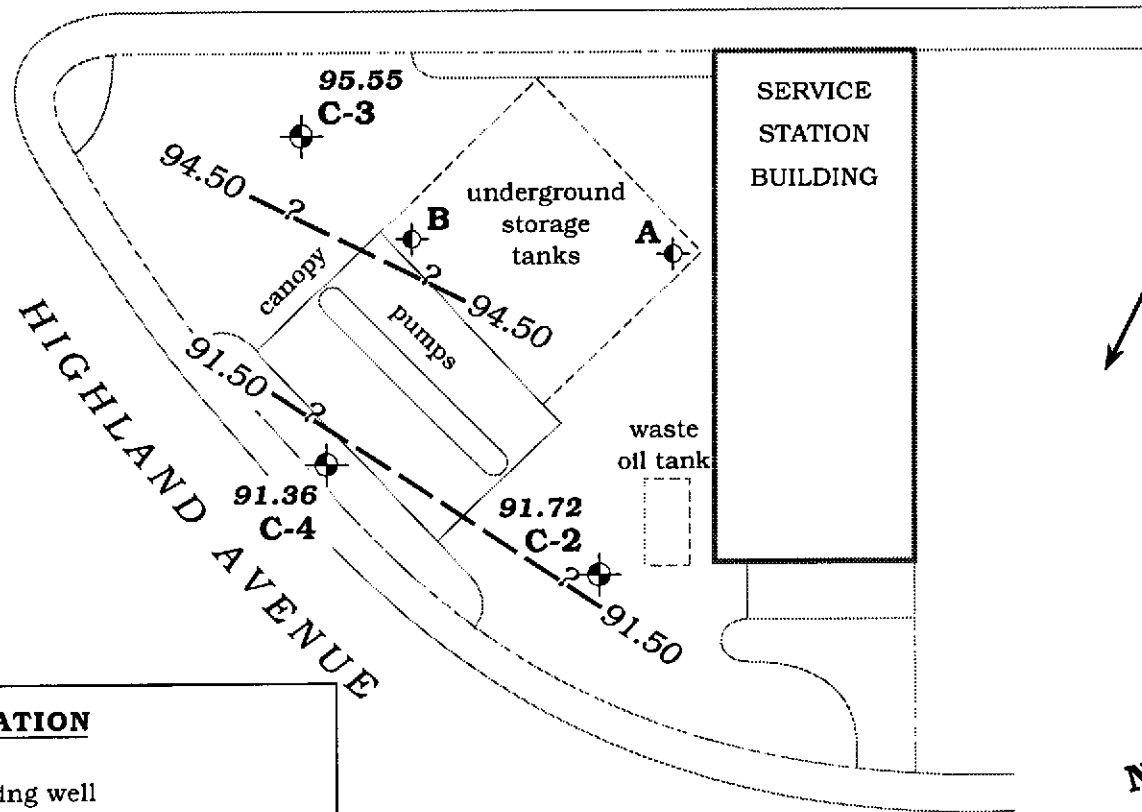 SERVICE
STATION
BUILDING
95.55
C-3
94.50
?
underground
storage
tanks
B
A
?
94.50
canopy
pumps
HIGHLAND AVENUE
91.50
?
waste
oil tank
91.36
C-4
91.72
C-2
?
91.50
ATION
ing well
N